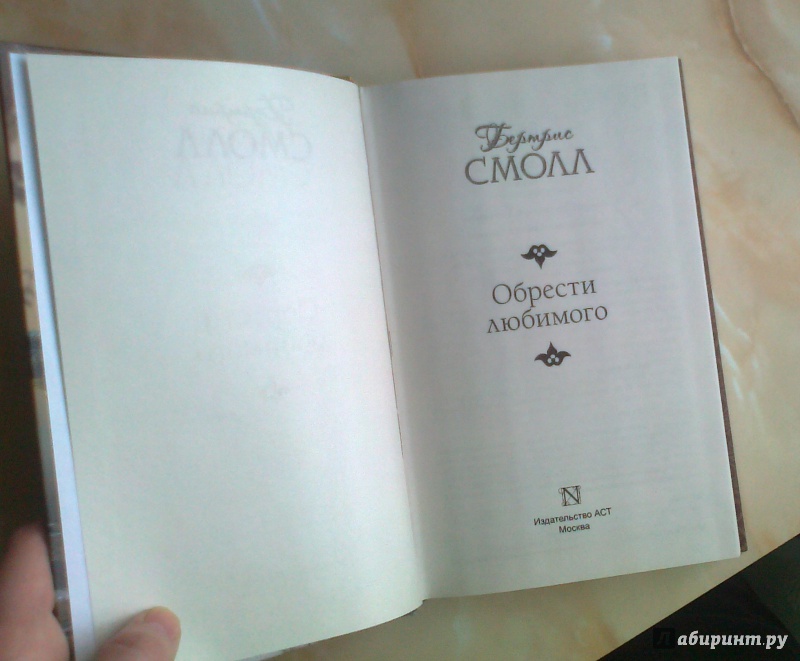 Бертрис
СМОЛЛ
Обрести
любимого
N
Издательство АСТ
Москва
Лабиринт.ру